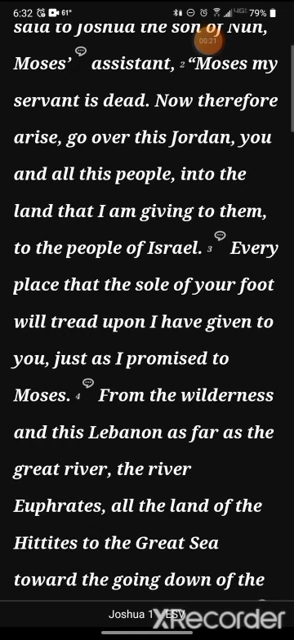 6:32 61° 79%
00:21
said to Joshua the son of Nun,
Moses' assistant, 2 “Moses my
servant is dead. Now therefore
arise, go over this Jordan, you
and all this people, into the
land that I am giving to them,
to the people of Israel. 3 Every
place that the sole of your foot
will tread upon I have given to
you, just as I promised to
Moses. 4 From the wilderness
and this Lebanon as far as the
great river, the river
Euphrates, all the land of the
Hittites to the Great Sea
toward the going down of the
Joshua 1 ESV
XRecorder